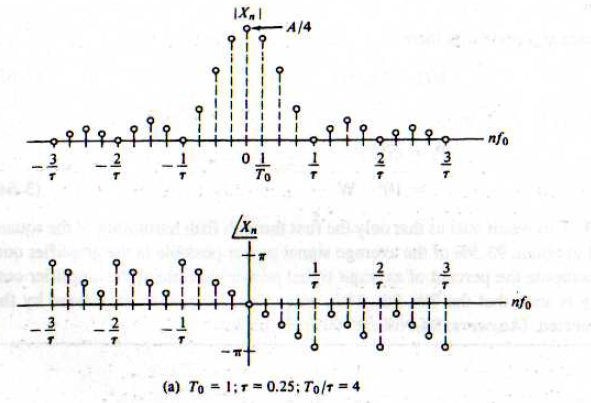 |Xn|
A/4
nf0
-3/τ -2/τ -1/τ 0 1/T0 1/τ 2/τ 3/τ
/Xn
π
1/τ 2/τ 3/τ
nf0
-3/τ -2/τ -1/τ
-π
(a) T0 = 1; τ = 0.25; T0/τ = 4